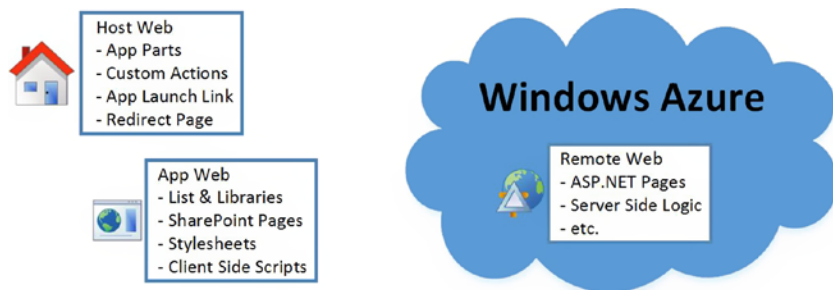 Host Web
- App Parts
- Custom Actions
- App Launch Link
- Redirect Page
App Web
- List & Libraries
- SharePoint Pages
- Stylesheets
- Client Side Scripts
Windows Azure
Remote Web
- ASP.NET Pages
- Server Side Logic
- etc.